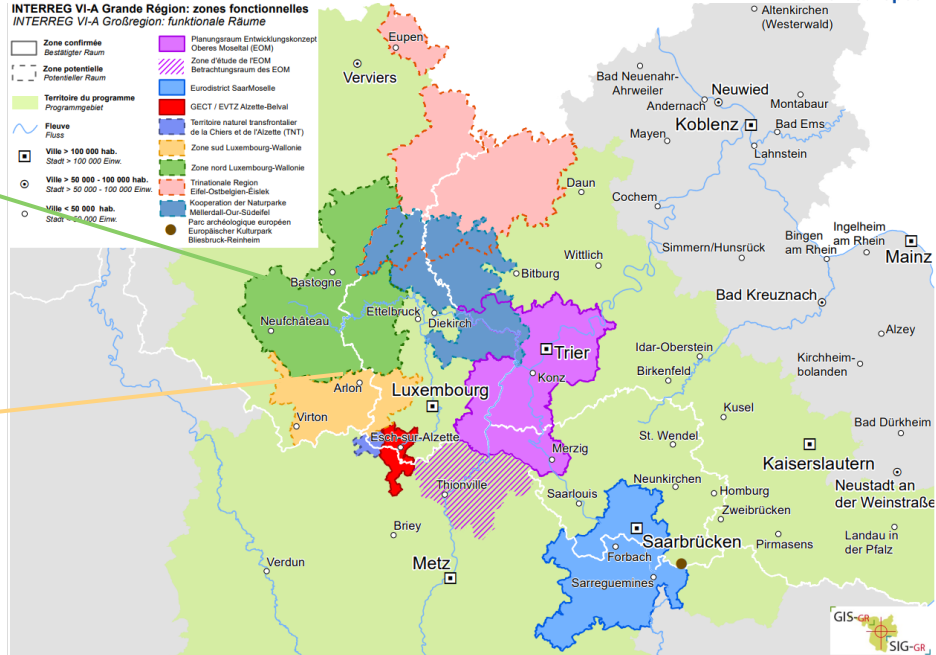 INTERREG VI-A Grande Région: zones fonctionnelles
INTERREG VI-A Großregion: funktionale Räume
Zone confirmée
Bestätigter Raum
Zone potentielle
Potentieller Raum
Territoire du programme
Programmgebiet
Fleuve
Fluss
Ville > 100 000 hab.
Stadt > 100 000 Einw.
Ville > 50 000 - 100 000 hab.
Stadt > 50 000 - 100 000 Einw.
Ville < 50 000 hab.
Stadt < 50 000 Einw.
Planungsraum Entwicklungskonzept
Oberes Moseltal (EOM)
Zone d'étude de l'EOM
Betrachtungsraum des EOM
Eurodistrict SaarMoselle
GECT / EVTZ Alzette-Belval
Territoire naturel transfrontalier
de la Chiers et de l'Alzette (TNT)
Zone sud Luxembourg-Wallonie
Zone nord Luxembourg-Wallonie
Trinationale Region
Eifel-Ostbelgien-Éislek
Kooperation der Naturparke
Mëllerdall-Our-Südeifel
Parc archéologique européen
Europäischer Kulturpark
Bliesbruck-Reinheim
Eupen
Verviers
Altenkirchen
(Westerwald)
Bad Neuenahr-
Ahrweiler
Neuwied
Andernach
Montabaur
Koblenz
Bad Ems
Mayen
Lahnstein
Daun
Cochem
Ingelheim
am Rhein
Bingen
am Rhein
Simmern/Hunsrück
Mainz
Wittlich
Bitburg
Bastogne
Bad Kreuznach
Ettelbruck
Diekirch
Neufchâteau
Alzey
Trier
Idar-Oberstein
Kirchheim-
bolanden
Konz
Birkenfeld
Arlon
Luxembourg
Kusel
Virton
Bad Dürkheim
Esch-sur-Alzette
St. Wendel
Merzig
Kaiserslautern
Thionville
Neunkirchen
Homburg
Neustadt an
der Weinstraße
Saarlouis
Zweibrücken
Briey
Saarbrücken
Pirmasens
Landau in
der Pfalz
Forbach
Verdun
Metz
Sarreguemines
GIS-GR
SIG-GR